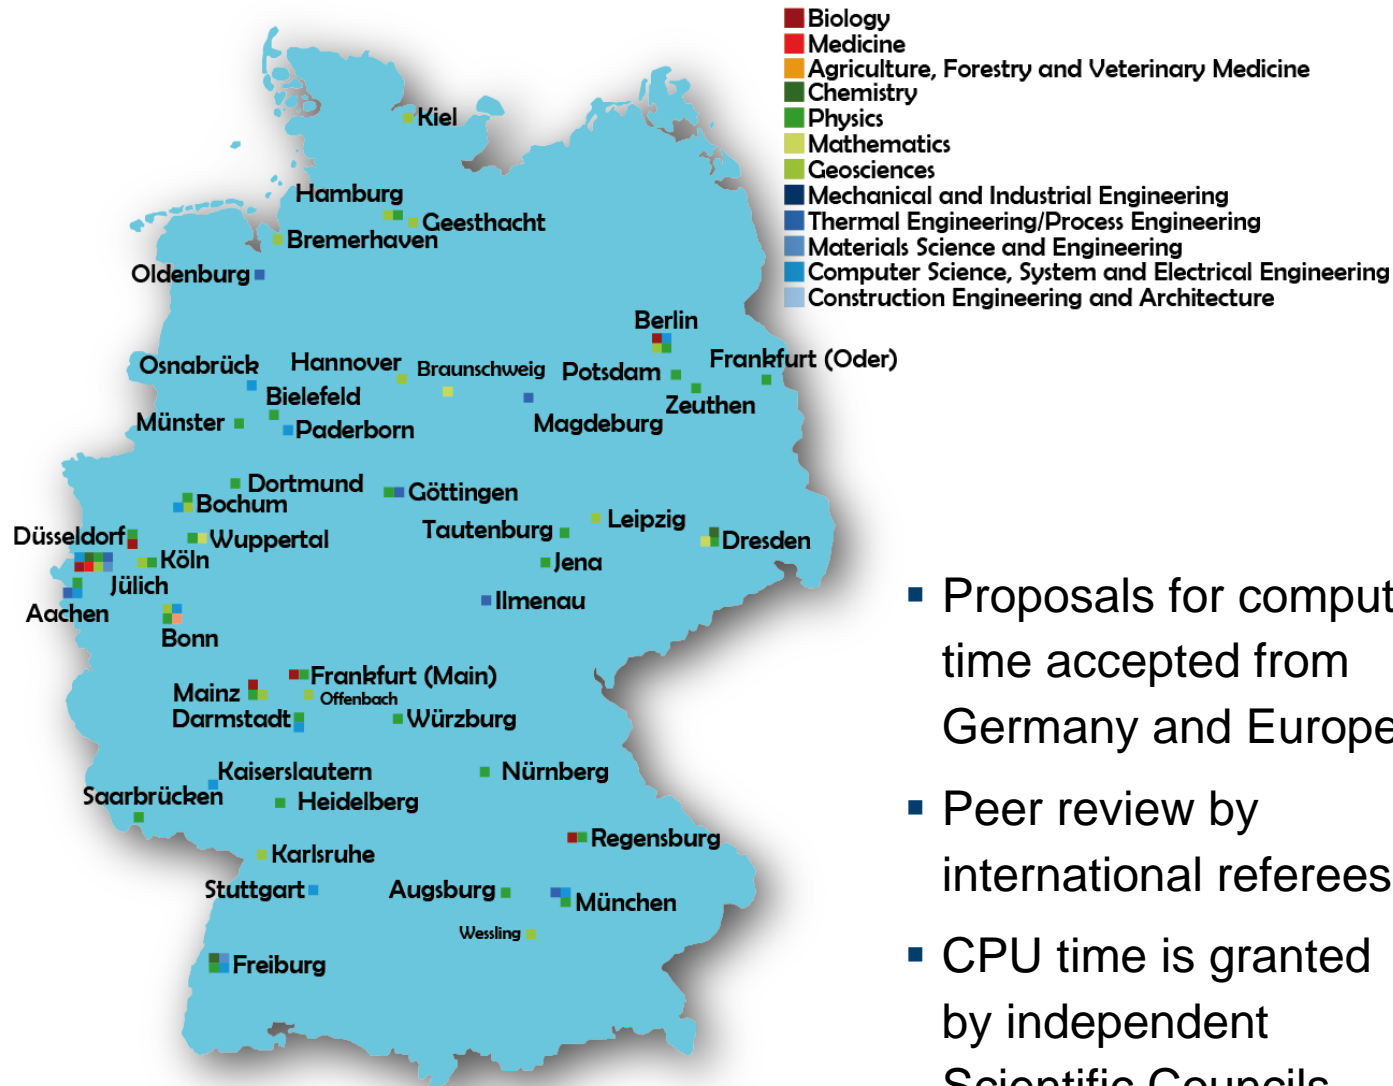 Biology
Medicine
Agriculture, Forestry and Veterinary Medicine
Chemistry
Physics
Mathematics
Geosciences
Mechanical and Industrial Engineering
Thermal Engineering/Process Engineering
Materials Science and Engineering
Computer Science, System and Electrical Engineering
Construction Engineering and Architecture
Kiel
Hamburg
Geesthacht
Bremerhaven
Oldenburg
Berlin
Osnabrück
Hannover
Braunschweig
Potsdam
Frankfurt (Oder)
Bielefeld
Zeuthen
Münster
Paderborn
Magdeburg
Dortmund
Göttingen
Bochum
Leipzig
Düsseldorf
Wuppertal
Tautenburg
Dresden
Köln
Jena
Jülich
Aachen
Ilmenau
Bonn
Frankfurt (Main)
Mainz
Offenbach
Darmstadt
Würzburg
Kaiserslautern
Nürnberg
Saarbrücken
Heidelberg
Regensburg
Karlsruhe
Stuttgart
Augsburg
München
Wessling
Freiburg
▪ Proposals for comput
time accepted from
Germany and Europe
▪ Peer review by
international referees
▪ CPU time is granted
by independent
Scientific Councils